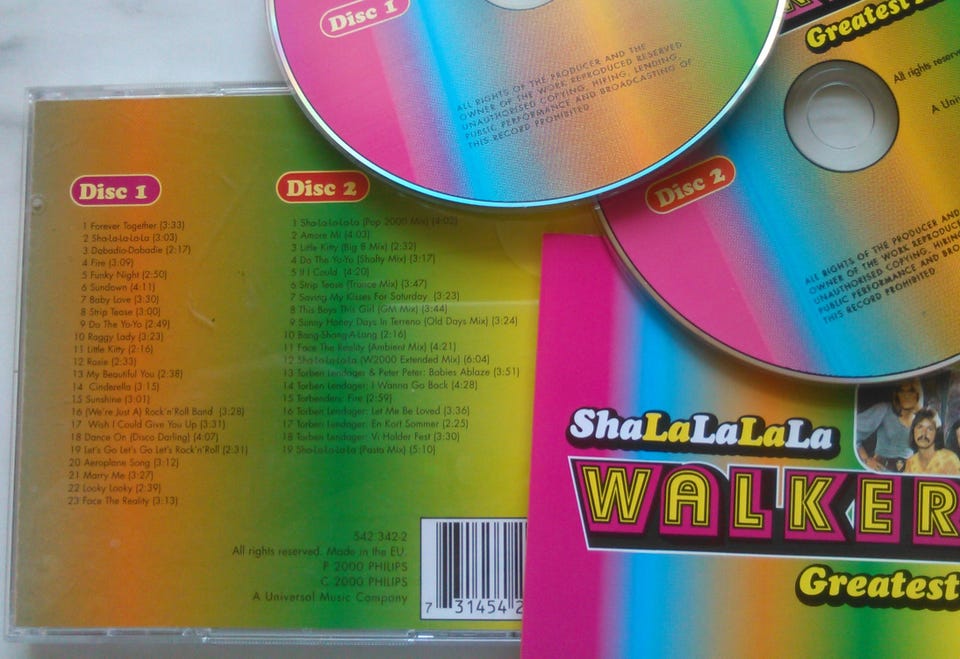 Disc 1
ALL RIGHTS OF THE PRODUCER AND THE
OWNER OF THE WORK REPRODUCED RESERVED
UNAUTHORISED COPYING, HIRING, LENDING
PUBLIC PERFORMANCE AND BROADCASTING OF
THIS RECORD PROHIBITED
Greatest
All rights reserve
A Un
Disc 2
ALL RIGHTS OF THE PRODUCER AND
OWNER OF THE WORK REPRODUC
UNAUTHORISED COPYING, HIRING
PUBLIC PERFORMANCE AND BRO
THIS RECORD PROHIBITED
Disc 1
1 Forever Together (3:33)
2 Sha-La-La-La-La (3:03)
3 Dabadio-Dabadie (2:17)
4 Fire (3:09)
5 Funky Night (2:50)
6 Sundown (4:11)
7 Baby Love (3:30)
8 Strip Tease (3:00)
9 Do The Yo-Yo (2:49)
10 Raggy Lady (3:23)
11 Little Kitty (2:16)
12 Rosie (2:33)
13 My Beautiful You (2:38)
14 Cinderella (3:15)
15 Sunshine (3:01)
16 (We're Just A) Rock'n'Roll Band (3:28)
17 Wish I Could Give You Up (3:31)
18 Dance On (Disco Darling) (4:07)
19 Let's Go Let's Go Let's Rock'n'Roll (2:31)
20 Aeroplane Song (3:12)
21 Marry Me (3:27)
22 Looky Looky (2:39)
23 Face The Reality (3:13)
Disc 2
1 Sha-La-La-La-La (Pop 2000 Mix) (4:02)
2 Amore Mi (4:03)
3 Little Kitty (Big B Mix) (2:32)
4 Do The Yo-Yo (Shalty Mix) (3:17)
5 If I Could (4:20)
6 Strip Tease (Trance Mix) (3:47)
7 Saving My Kisses For Saturday (3:23)
8 This Boys This Girl (GM Mix) (3:44)
9 Sunny Honey Days In Terreno (Old Days Mix) (3:24)
10 Bang-Shang-A-Lang (2:16)
11 Face The Reality (Ambient Mix) (4:21)
12 Sha-La-La-La-La (W2000 Extended Mix) (6:04)
13 Torben Lendager & Peter Peter: Babies Ablaze (3:51)
14 Torben Lendager: I Wanna Go Back (4:28)
15 Torbendens: Fire (2:59)
16 Torben Lendager: Let Me Be Loved (3.36)
17 Torben Lendager: En Kort Sommer (2:25)
18 Torben Lendager: Vi Holder Fest (3:30)
19 Sha-La-La-La-La (Pasta Mix) (5:10)
542 342-2
All rights reserved. Made in the EU.
P 2000 PHILIPS
C 2000 PHILIPS
A Universal Music Company
7 31454 2
ShaLaLaLaLa
WALKER
Greatest